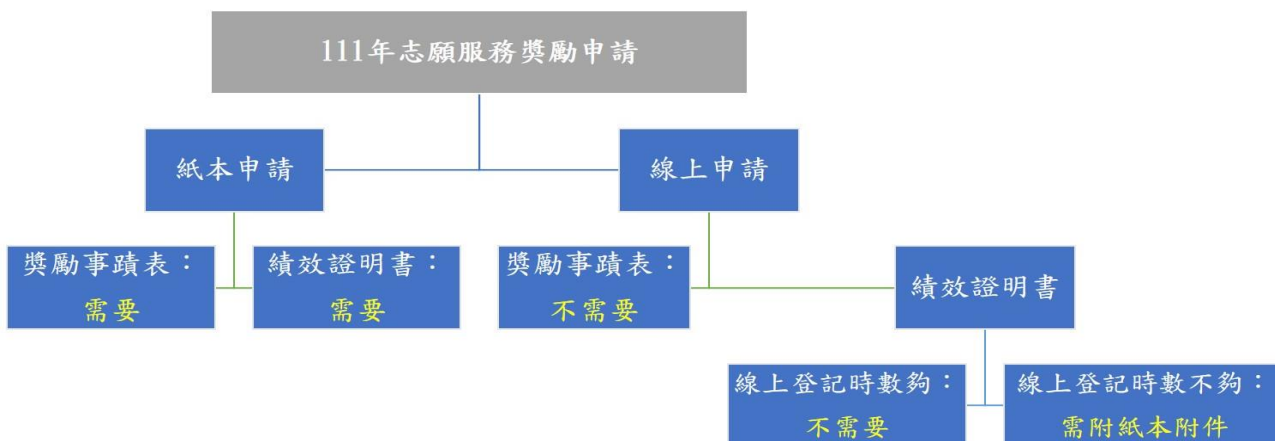 111年志願服務獎勵申請
紙本申請
線上申請
獎勵事蹟表：
需要
績效證明書：
需要
獎勵事蹟表：
不需要
績效證明書
線上登記時數夠：
不需要
線上登記時數不夠：
需附紙本附件